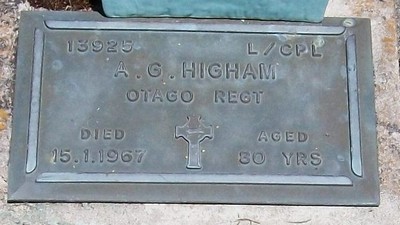 13925 L/CPL
A. G. HIGHAM
OTAGO REGT
DIED AGED
15.1.1967 80 YRS